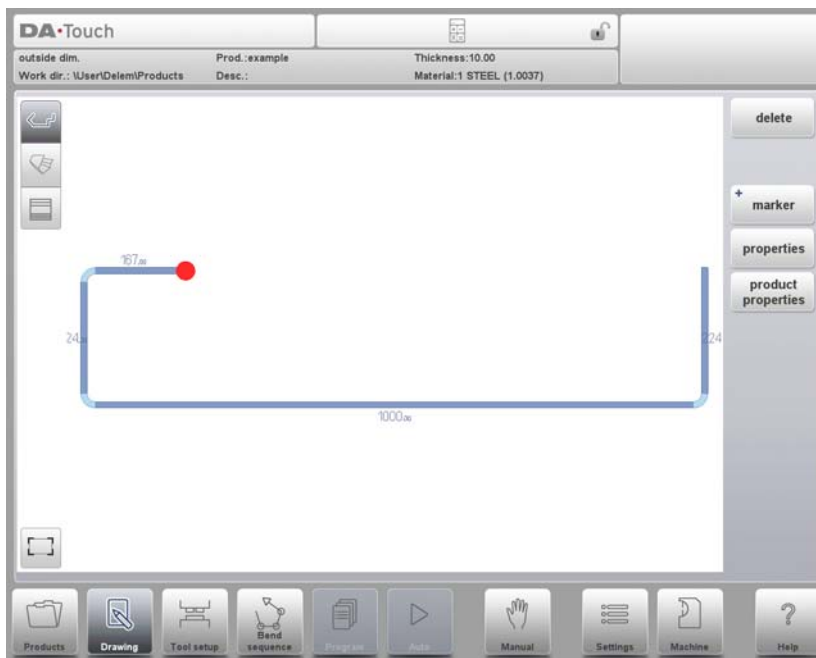 DA•Touch
outside dim. Prod.:example Thickness:10.00
Work dir.: \User\Delem\Products Desc.: Material:1 STEEL (1.0037)
delete
+
marker
properties
product
properties
167.
24
224
1000.
Products
Drawing
Tool setup
Bend
sequence
Program
Auto
Manual
Settings
Machine
?
Help